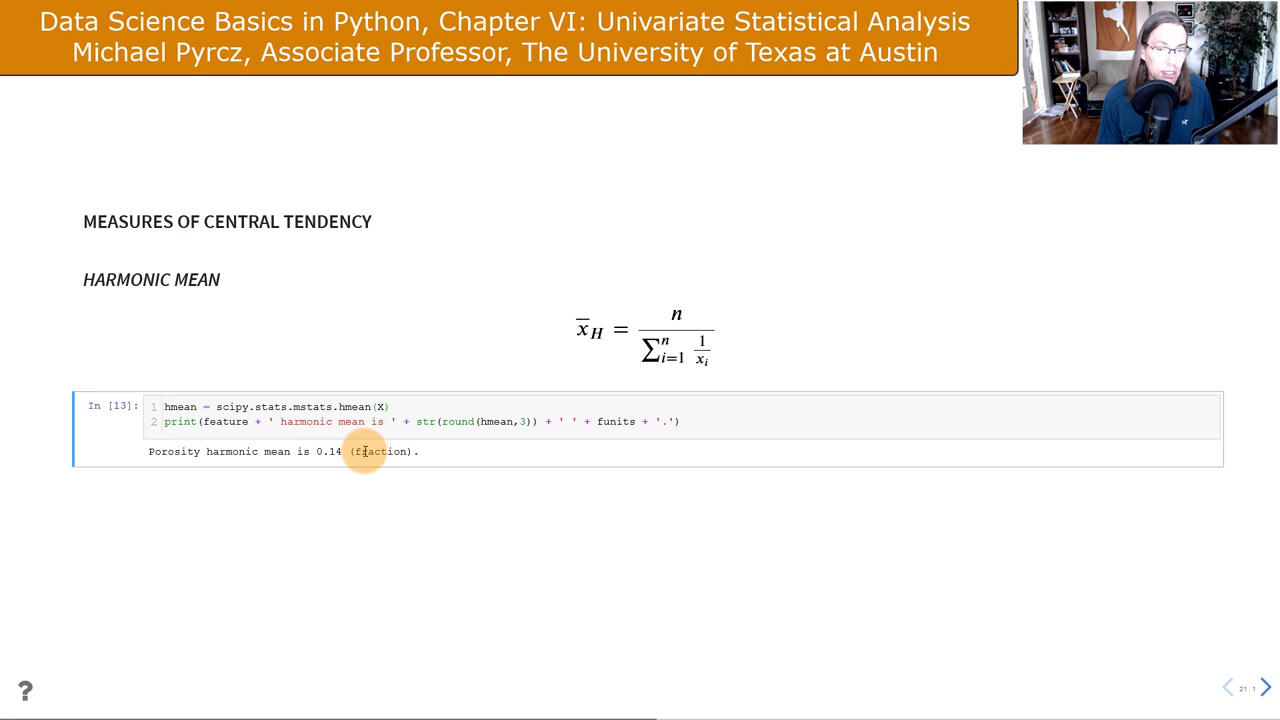 Data Science Basics in Python, Chapter VI: Univariate Statistical Analysis
Michael Pyrcz, Associate Professor, The University of Texas at Austin
MEASURES OF CENTRAL TENDENCY
HARMONIC MEAN
x̅_H = n / ∑_{i=1}^{n} 1/x_i
In [13]:
1 hmean = scipy.stats.mstats.hmean(X)
2 print(feature + ' harmonic mean is ' + str(round(hmean,3)) + ' ' + funits + '.')
Porosity harmonic mean is 0.14 (fraction).
?
21.1